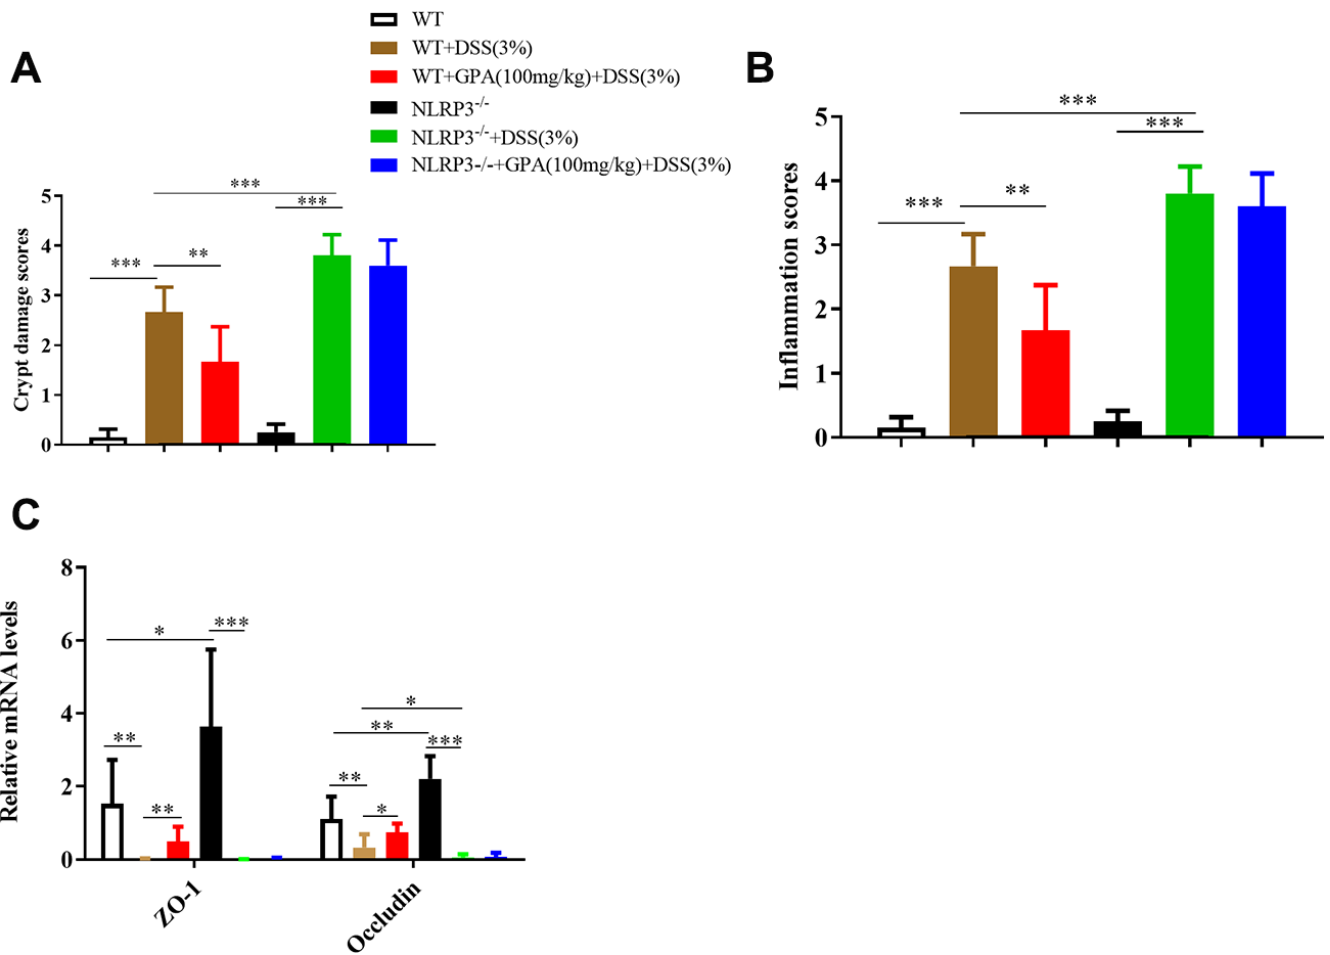 WT
WT+DSS(3%)
WT+GPA(100mg/kg)+DSS(3%)
NLRP3-/-
NLRP3-/-+DSS(3%)
NLRP3-/-+GPA(100mg/kg)+DSS(3%)
A
Crypt damage scores
5
4
3
2
1
0
***
***
***
**
B
Inflammation scores
5
4
3
2
1
0
***
***
***
**
C
Relative mRNA levels
8
6
4
2
0
*
***
**
**
*
**
***
**
*
ZO-1
Occludin